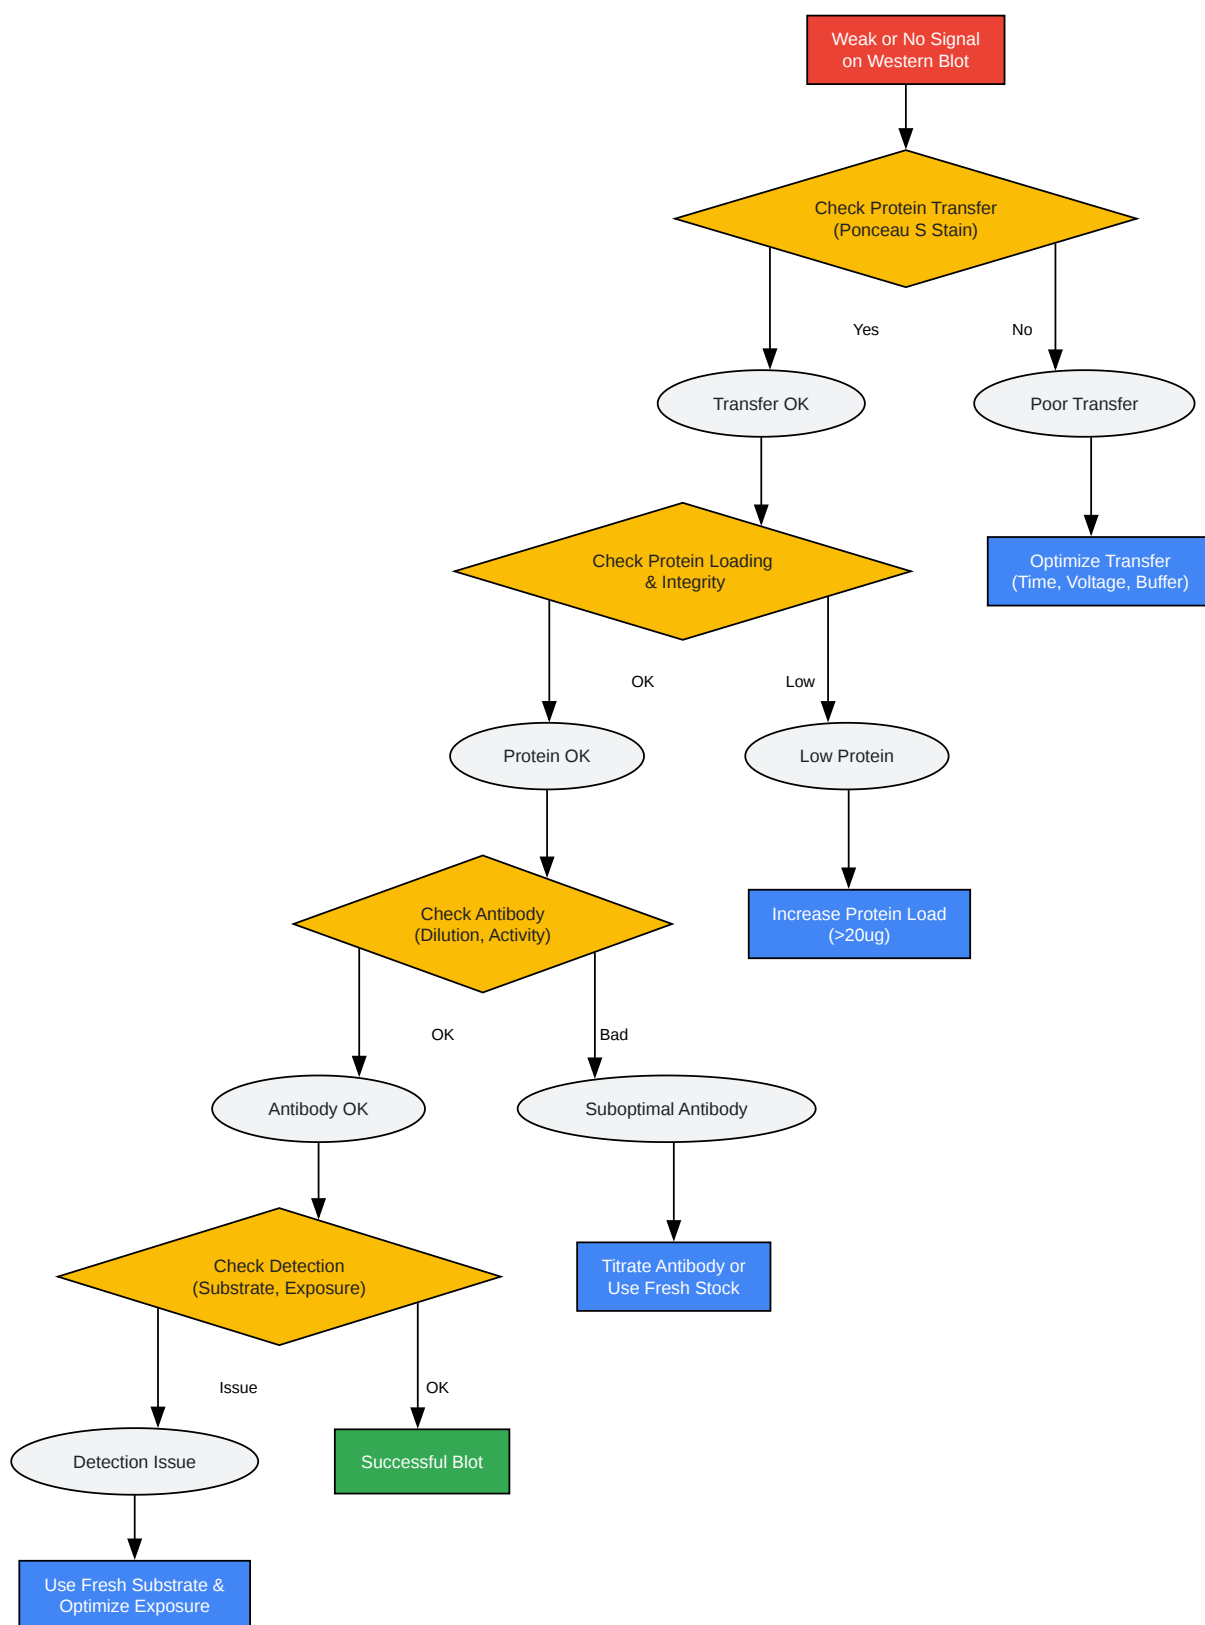 Weak or No Signal
on Western Blot
Check Protein Transfer
(Ponceau S Stain)
Yes
No
Transfer OK
Poor Transfer
Check Protein Loading
& Integrity
Optimize Transfer
(Time, Voltage, Buffer)
OK
Low
Protein OK
Low Protein
Check Antibody
(Dilution, Activity)
Increase Protein Load
(>20ug)
OK
Bad
Antibody OK
Suboptimal Antibody
Check Detection
(Substrate, Exposure)
Titrate Antibody or
Use Fresh Stock
Issue
OK
Detection Issue
Successful Blot
Use Fresh Substrate &
Optimize Exposure